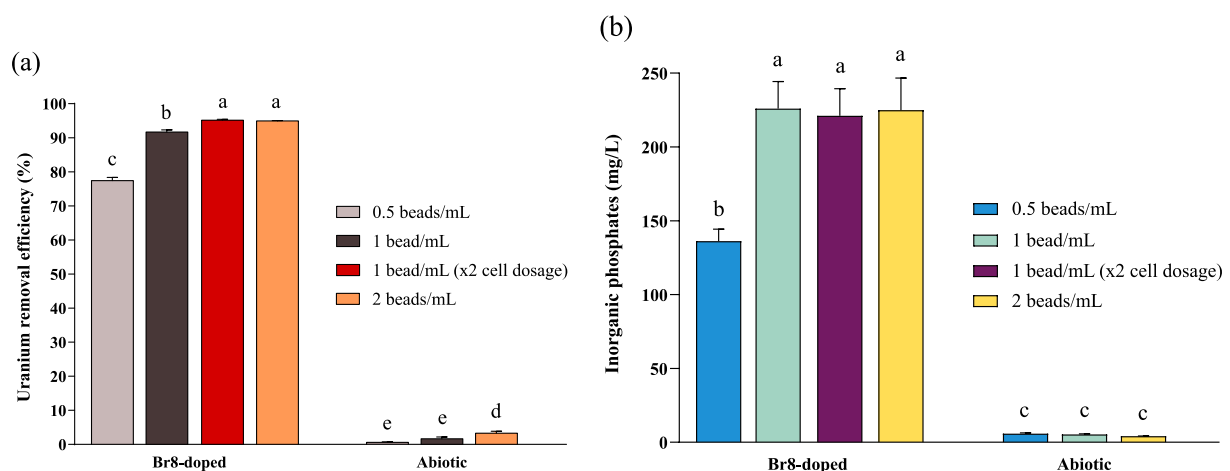 (a)
Uranium removal efficiency (%)
100
90
80
70
60
50
40
30
20
10
0
c
b
a
a
e
e
d
Br8-doped
Abiotic
0.5 beads/mL
1 bead/mL
1 bead/mL (x2 cell dosage)
2 beads/mL
(b)
Inorganic phosphates (mg/L)
250
200
150
100
50
0
b
a
a
a
c
c
c
Br8-doped
Abiotic
0.5 beads/mL
1 bead/mL
1 bead/mL (x2 cell dosage)
2 beads/mL